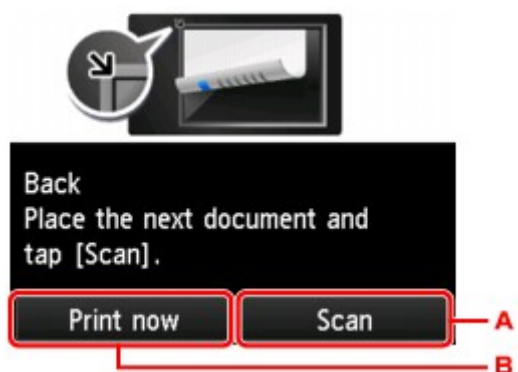 Back
Place the next document and
tap [Scan].
Print now
Scan
A
B